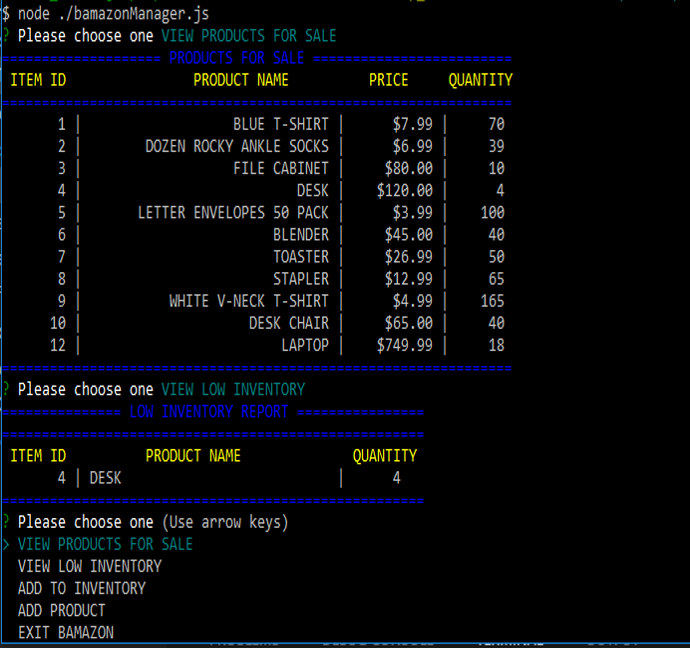 $ node ./bamazonManager.js
? Please choose one VIEW PRODUCTS FOR SALE
==================== PRODUCTS FOR SALE =========================
ITEM ID PRODUCT NAME PRICE QUANTITY
================================================================
1 | BLUE T-SHIRT | $7.99 | 70
2 | DOZEN ROCKY ANKLE SOCKS | $6.99 | 39
3 | FILE CABINET | $80.00 | 10
4 | DESK | $120.00 | 4
5 | LETTER ENVELOPES 50 PACK | $3.99 | 100
6 | BLENDER | $45.00 | 40
7 | TOASTER | $26.99 | 50
8 | STAPLER | $12.99 | 65
9 | WHITE V-NECK T-SHIRT | $4.99 | 165
10 | DESK CHAIR | $65.00 | 40
12 | LAPTOP | $749.99 | 18
================================================================
? Please choose one VIEW LOW INVENTORY
=============== LOW INVENTORY REPORT ================
=====================================================
ITEM ID PRODUCT NAME QUANTITY
4 | DESK | 4
=====================================================
? Please choose one (Use arrow keys)
> VIEW PRODUCTS FOR SALE
VIEW LOW INVENTORY
ADD TO INVENTORY
ADD PRODUCT
EXIT BAMAZON